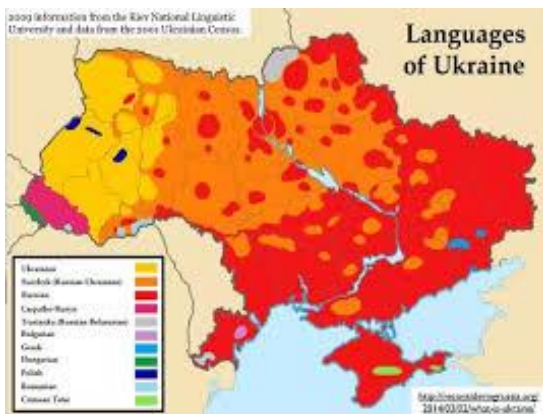 2009 information from the Kiev National Linguistic
University and data from the 2001 Ukrainian Census.
Languages
of Ukraine
Ukrainian
Surzhyk (Russian-Ukrainian)
Russian
Carpatho-Rusyn
Trasianka (Russian-Belarusian)
Bulgarian
Greek
Hungarian
Polish
Romanian
Crimean Tatar